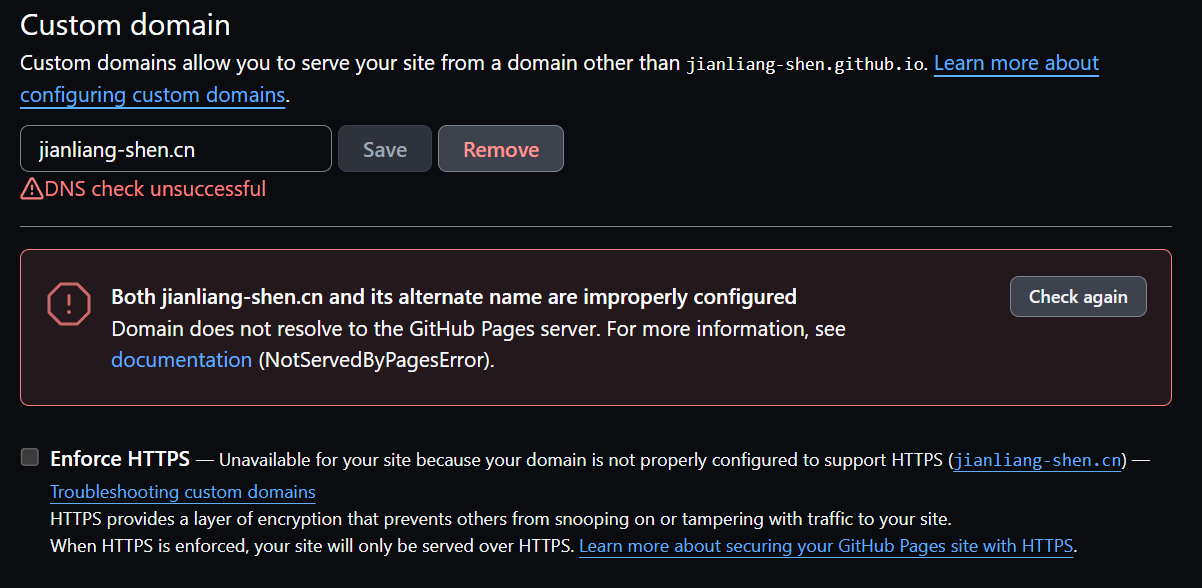 Custom domain
Custom domains allow you to serve your site from a domain other than jianliang-shen.github.io. Learn more about
configuring custom domains.
jianliang-shen.cn Save Remove
DNS check unsuccessful
Both jianliang-shen.cn and its alternate name are improperly configured Check again
Domain does not resolve to the GitHub Pages server. For more information, see
documentation (NotServedByPagesError).
Enforce HTTPS — Unavailable for your site because your domain is not properly configured to support HTTPS (jianliang-shen.cn) —
Troubleshooting custom domains
HTTPS provides a layer of encryption that prevents others from snooping on or tampering with traffic to your site.
When HTTPS is enforced, your site will only be served over HTTPS. Learn more about securing your GitHub Pages site with HTTPS.